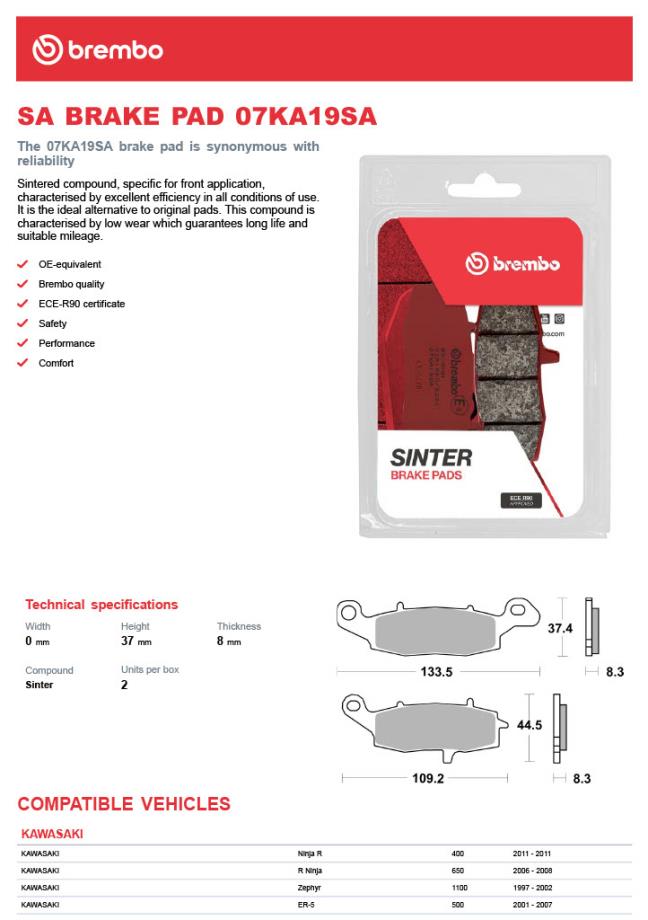 brembo
SA BRAKE PAD 07KA19SA
The 07KA19SA brake pad is synonymous with
reliability
Sintered compound, specific for front application,
characterised by excellent efficiency in all conditions of use.
It is the ideal alternative to original pads. This compound is
characterised by low wear which guarantees long life and
suitable mileage.
OE-equivalent
Brembo quality
ECE-R90 certificate
Safety
Performance
Comfort
brembo
bo.com
brembo
E
SINTER
BRAKE PADS
ECE R90
APPROVED
Technical specifications
Width Height Thickness
0 mm 37 mm 8 mm
Compound Units per box
Sinter 2
37.4
133.5 8.3
44.5
109.2 8.3
COMPATIBLE VEHICLES
KAWASAKI
KAWASAKI Ninja R 400 2011 - 2011
KAWASAKI R Ninja 650 2006 - 2008
KAWASAKI Zephyr 1100 1997 - 2002
KAWASAKI ER-5 500 2001 - 2007